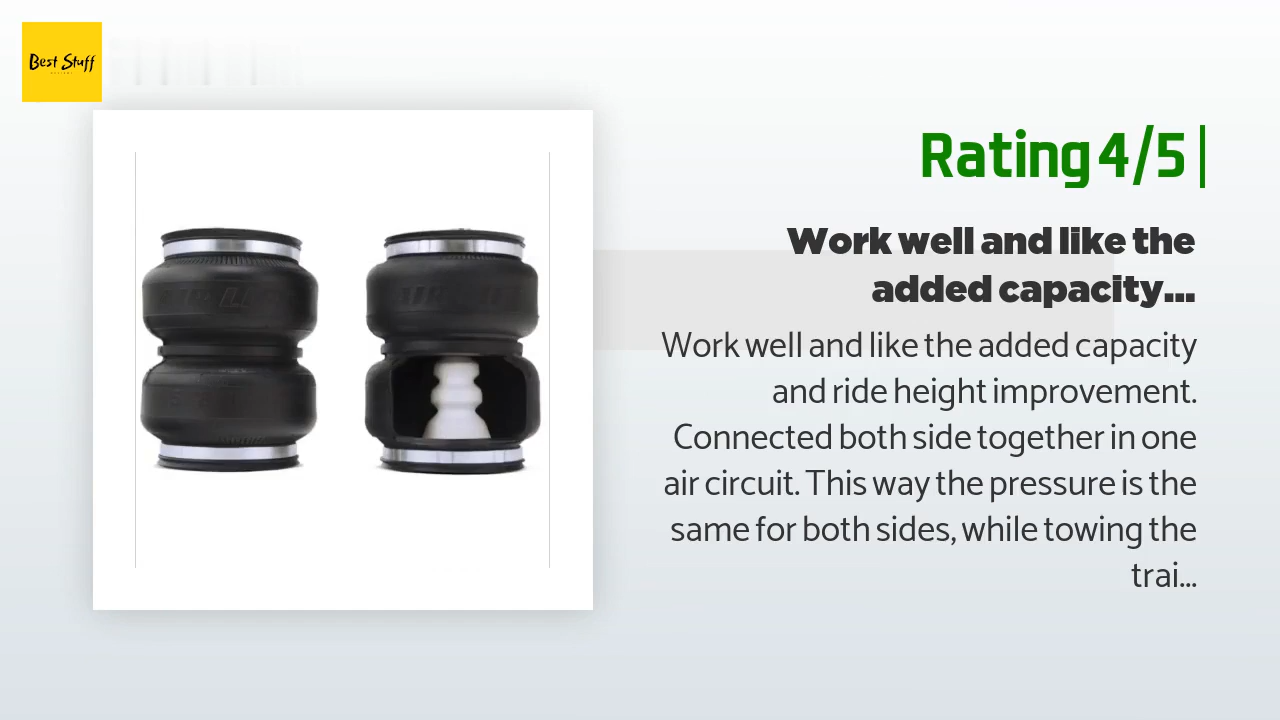 Best Stuff
Rating 4/5
Work well and like the
added capacity...
Work well and like the added capacity
and ride height improvement.
Connected both side together in one
air circuit. This way the pressure is the
same for both sides, while towing the
trai...